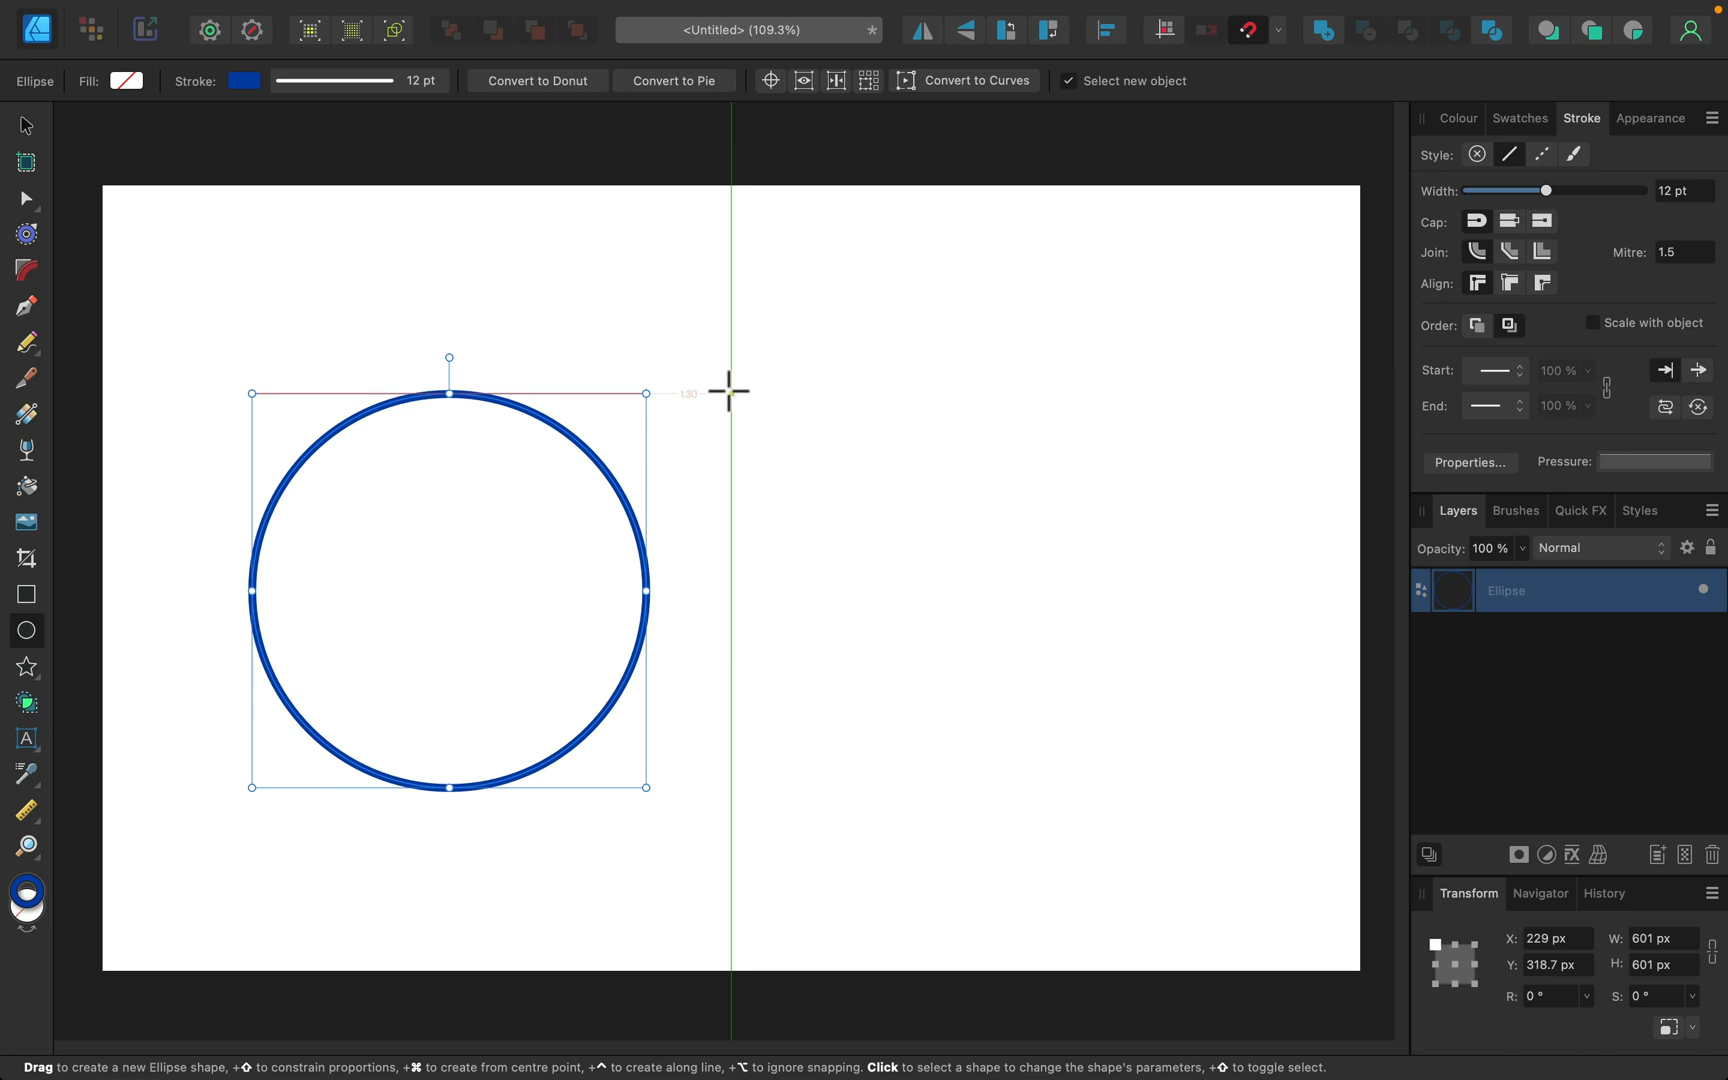 <Untitled> (109.3%) *
Ellipse Fill: Stroke: 12 pt Convert to Donut Convert to Pie Convert to Curves Select new object
Colour Swatches Stroke Appearance
Style:
Width: 12 pt
Cap:
Join: Mitre: 1.5
Align:
Order: Scale with object
Start: 100 %
End: 100 %
Properties... Pressure:
130
Layers Brushes Quick FX Styles
Opacity: 100 % Normal
Ellipse
Transform Navigator History
X: 229 px W: 601 px
Y: 318.7 px H: 601 px
R: 0 ° S: 0 °
Drag to create a new Ellipse shape, +⇧ to constrain proportions, +⌘ to create from centre point, +⌃ to create along line, +⌥ to ignore snapping. Click to select a shape to change the shape's parameters, +⇧ to toggle select.